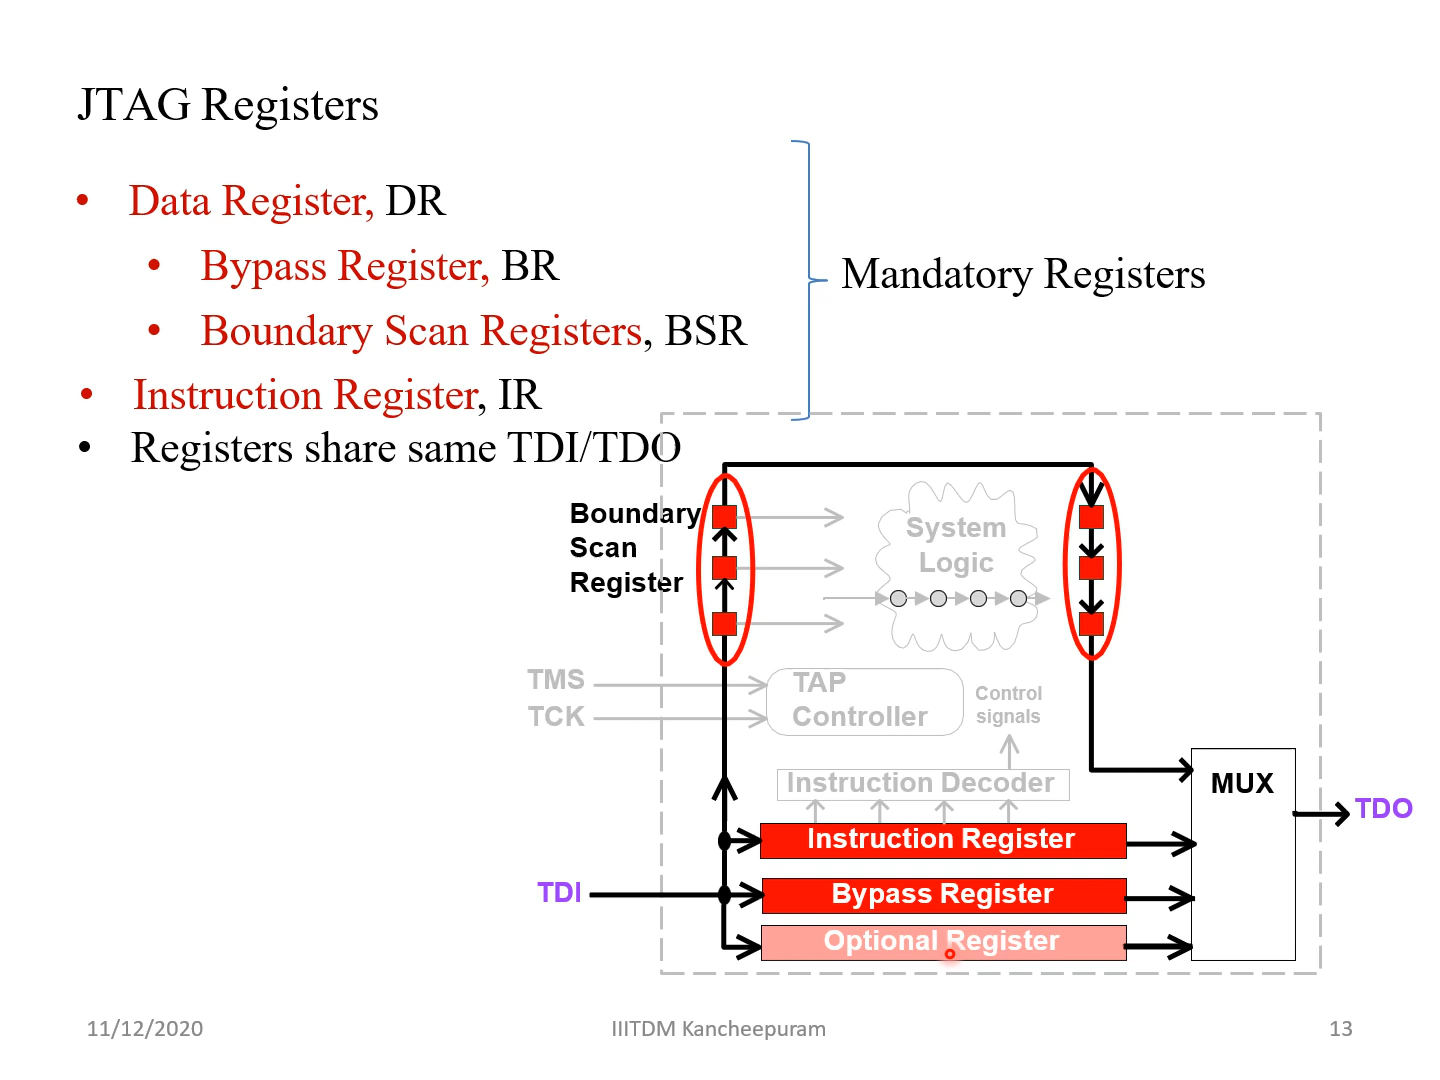 JTAG Registers
• Data Register, DR
• Bypass Register, BR
• Boundary Scan Registers, BSR
• Instruction Register, IR
• Registers share same TDI/TDO
Mandatory Registers
Boundary
Scan
Register
System
Logic
TMS
TCK
TAP
Controller
Control
signals
Instruction Decoder
MUX
TDO
Instruction Register
TDI
Bypass Register
Optional Register
11/12/2020
IIITDM Kancheepuram
13